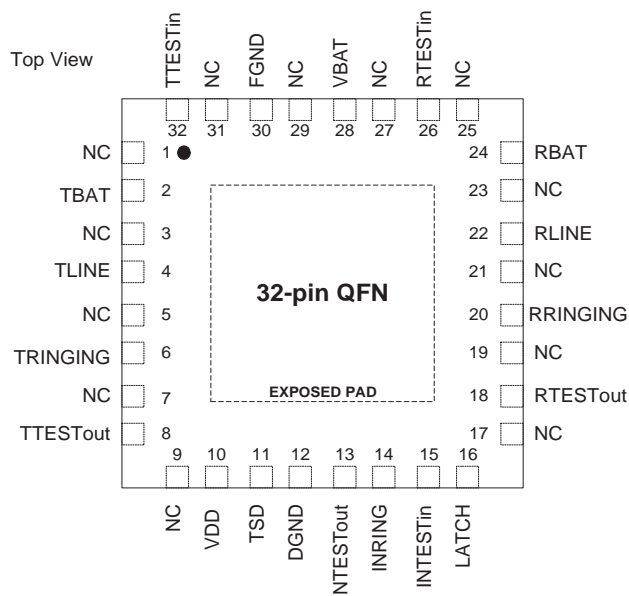 Top View
TTESTin
NC
FGND
NC
VBAT
NC
RTESTin
NC
32 31 30 29 28 27 26 25
NC 1 24 RBAT
TBAT 2 23 NC
NC 3 22 RLINE
TLINE 4 21 NC
32-pin QFN
NC 5 20 RRINGING
TRINGING 6 19 NC
EXPOSED PAD
NC 7 18 RTESTout
TTESTout 8 17 NC
9 10 11 12 13 14 15 16
NC
VDD
TSD
DGND
NTESTout
INRING
INTESTin
LATCH